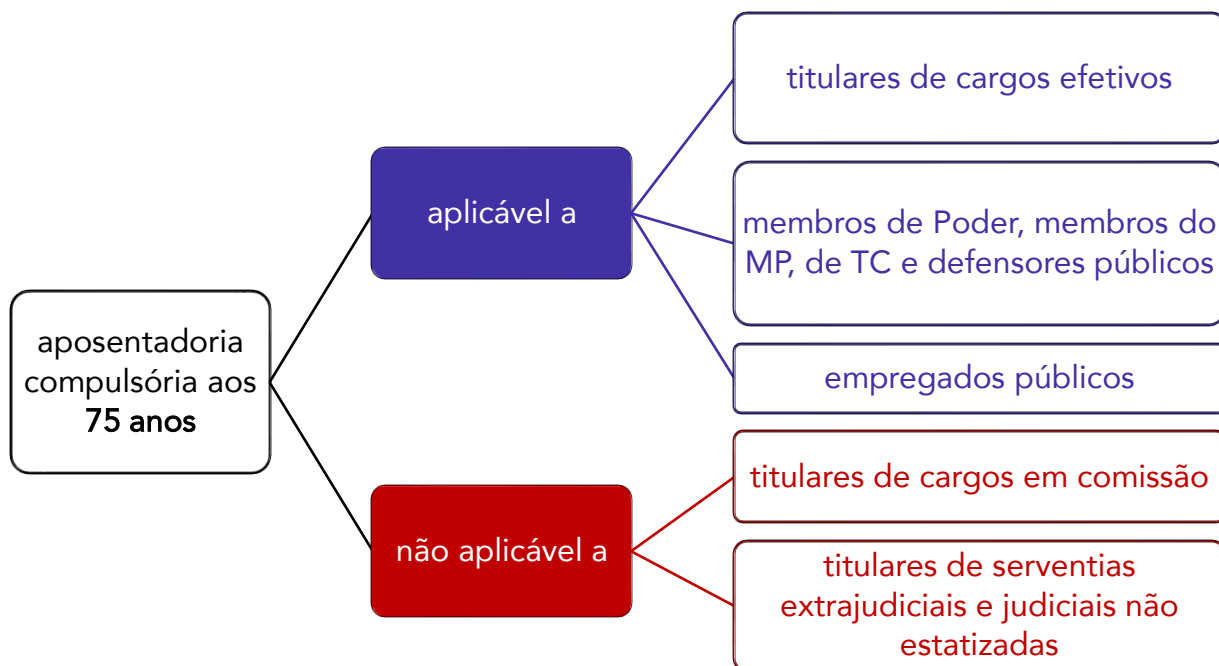 aposentadoria
compulsória aos
75 anos
aplicável a
titulares de cargos efetivos
membros de Poder, membros do
MP, de TC e defensores públicos
empregados públicos
não aplicável a
titulares de cargos em comissão
titulares de serventias
extrajudiciais e judiciais não
estatizadas